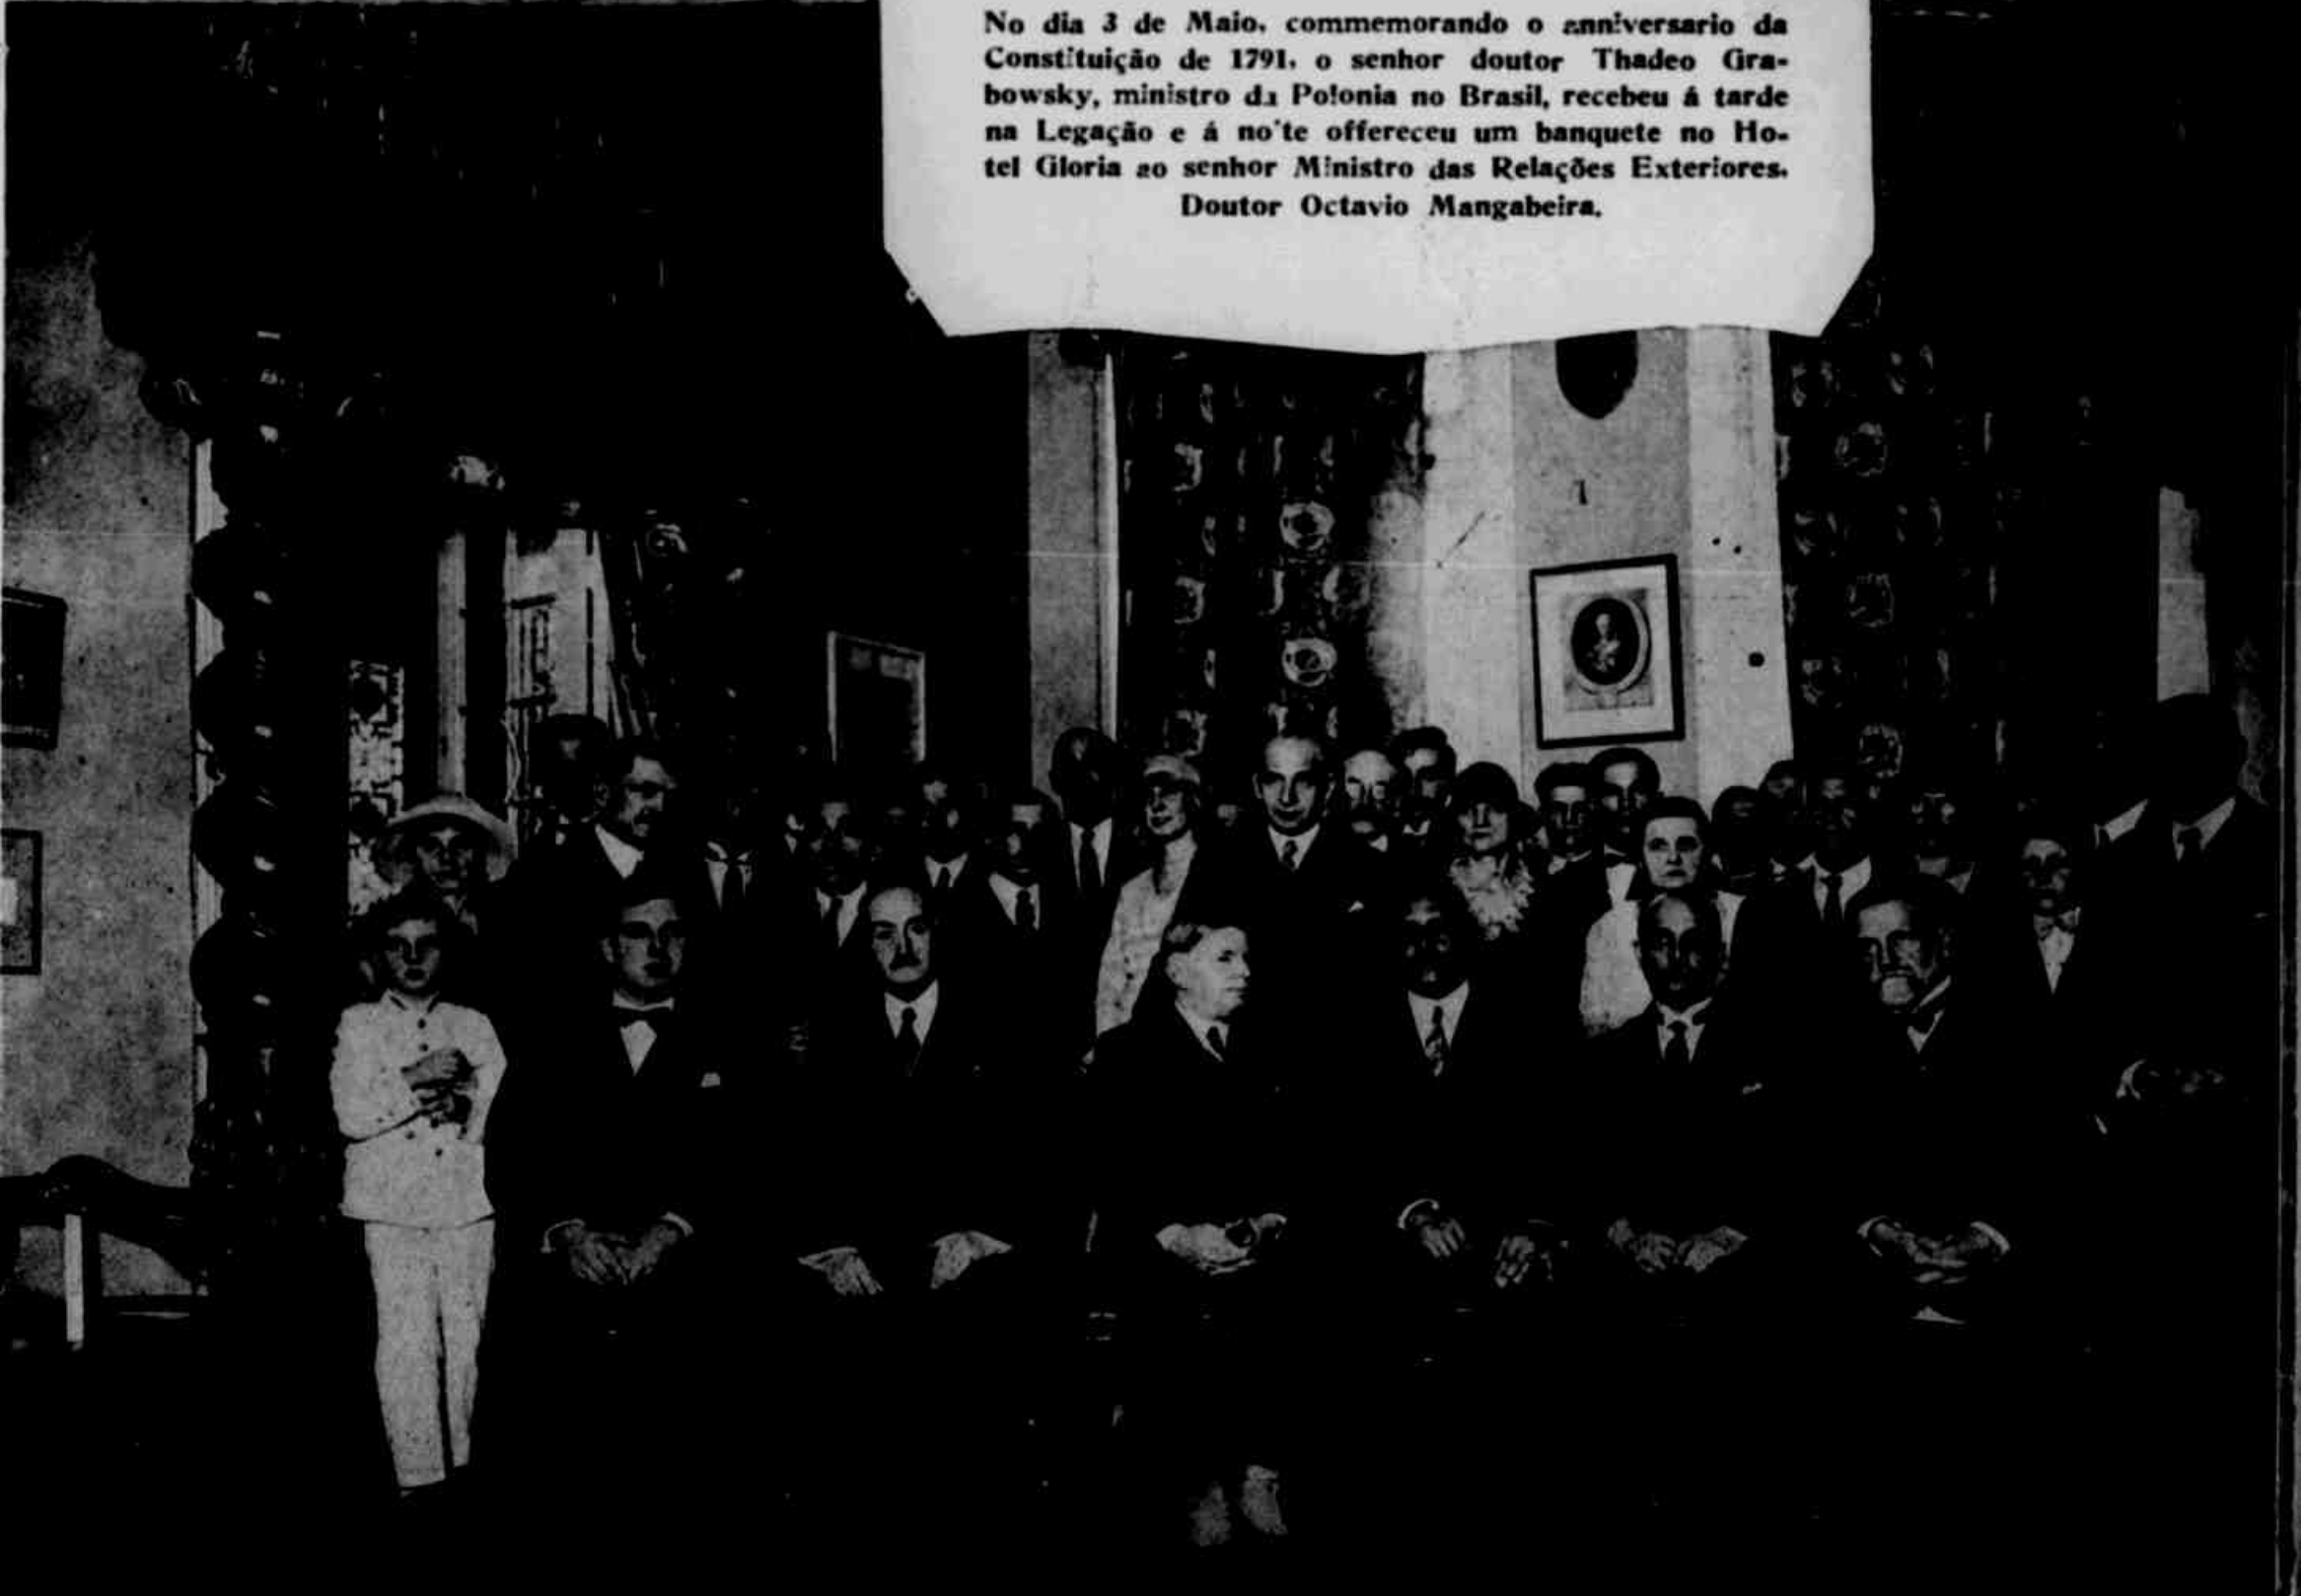 No dia 3 de Maio, commemorando o anniversario da
Constituição de 1791, o senhor doutor Thadeo Gra-
bowsky, ministro da Polonia no Brasil, recebeu á tarde
na Legação e á no'te offereceu um banquete no Ho-
tel Gloria ao senhor Ministro das Relações Exteriores,
Doutor Octavio Mangabeira.